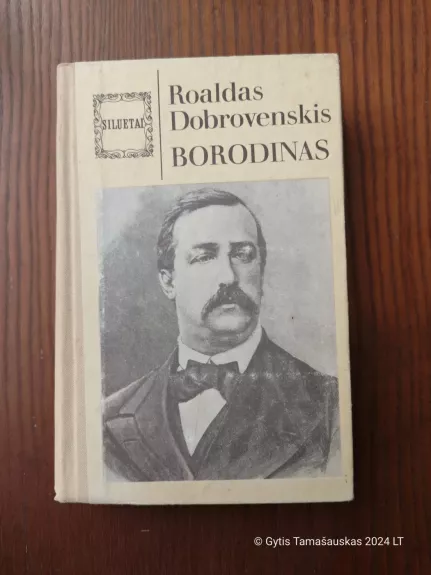 SILUETAI
Roaldas
Dobrovenskis
BORODINAS
© Gytis Tamašauskas 2024 LT